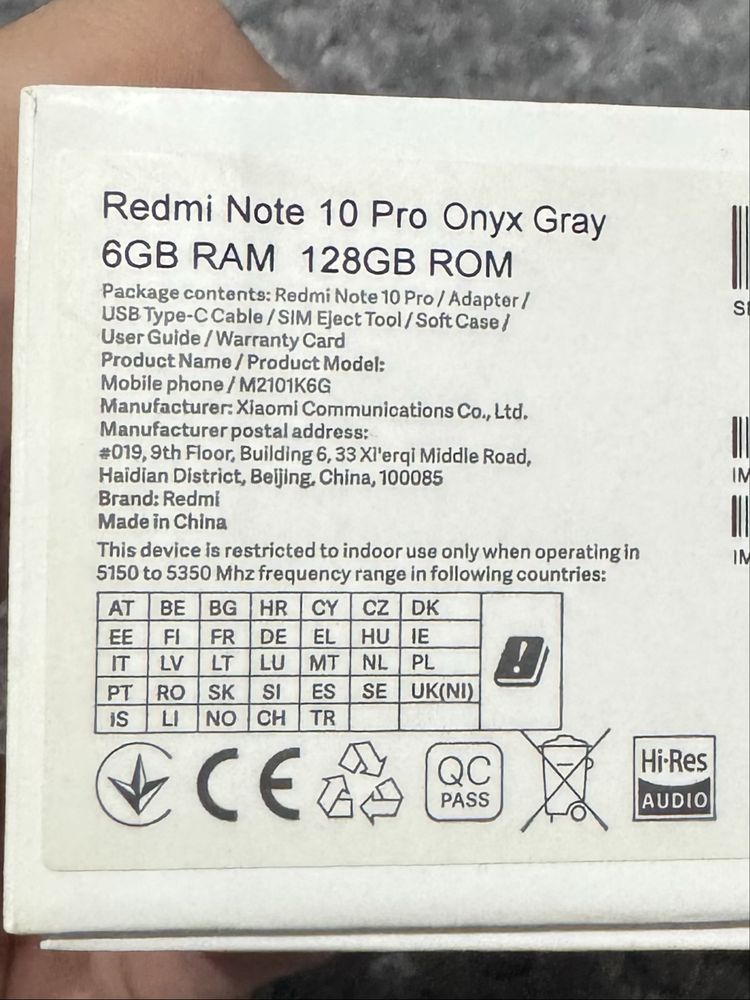 Redmi Note 10 Pro Onyx Gray
6GB RAM 128GB ROM
Package contents: Redmi Note 10 Pro / Adapter /
USB Type-C Cable / SIM Eject Tool / Soft Case /
User Guide / Warranty Card
Product Name / Product Model:
Mobile phone / M2101K6G
Manufacturer: Xiaomi Communications Co., Ltd.
Manufacturer postal address:
#019, 9th Floor, Building 6, 33 Xi'erqi Middle Road,
Haidian District, Beijing, China, 100085
Brand: Redmi
Made in China
This device is restricted to indoor use only when operating in
5150 to 5350 Mhz frequency range in following countries:
AT BE BG HR CY CZ DK
EE FI FR DE EL HU IE
IT LV LT LU MT NL PL
PT RO SK SI ES SE UK(NI)
IS LI NO CH TR
!
CE
QC
PASS
Hi-Res
AUDIO